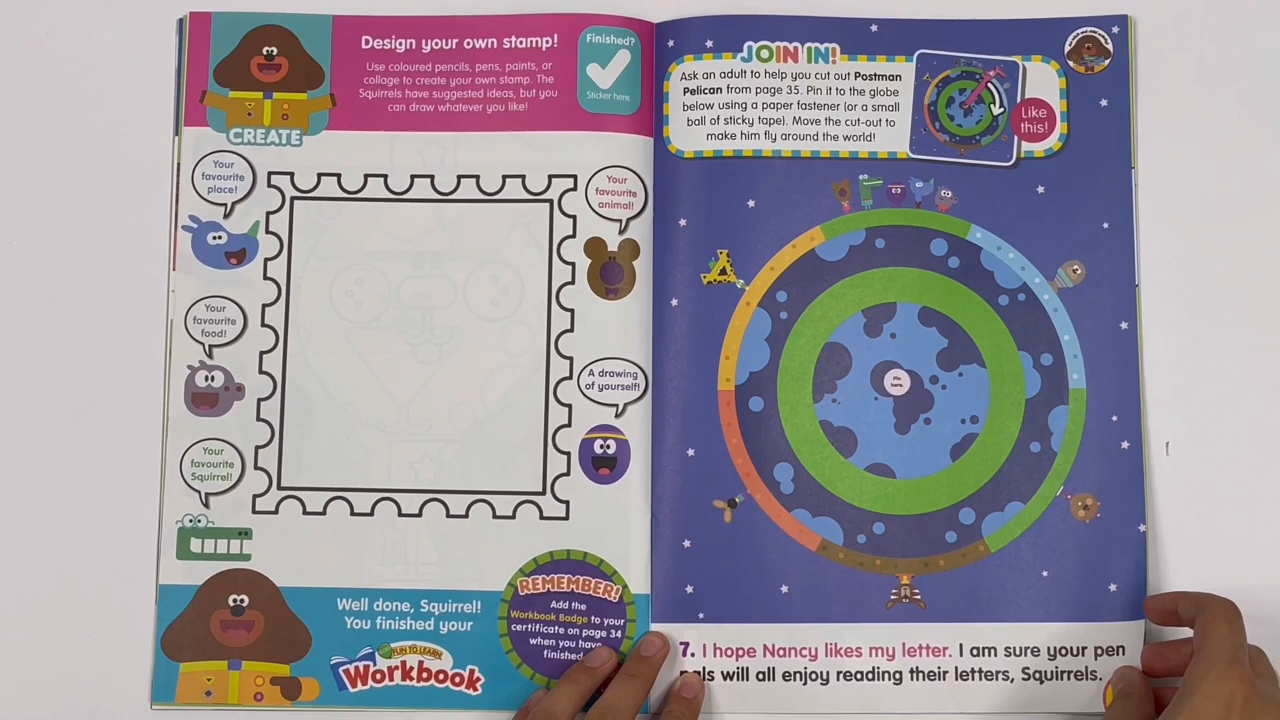 CREATE
Design your own stamp!
Use coloured pencils, pens, paints, or
collage to create your own stamp. The
Squirrels have suggested ideas, but you
can draw whatever you like!
Finished?
Sticker here.
Your
favourite
place!
Your
favourite
animal!
Your
favourite
food!
A drawing
of yourself!
Your
favourite
Squirrel!
Well done, Squirrel!
You finished your
FUN TO LEARN
Workbook
REMEMBER!
Add the
Workbook Badge to your
certificate on page 34
when you have
finished
JOIN IN!
Ask an adult to help you cut out Postman
Pelican from page 35. Pin it to the globe
below using a paper fastener (or a small
ball of sticky tape). Move the cut-out to
make him fly around the world!
Like
this!
Pin
here.
7. I hope Nancy likes my letter. I am sure your pen
pals will all enjoy reading their letters, Squirrels.